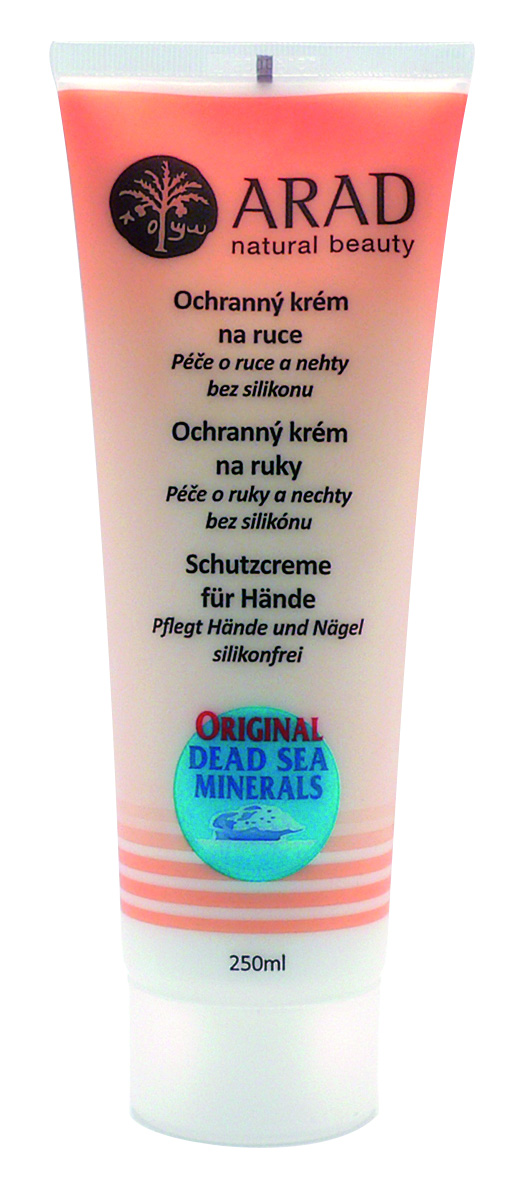 ARAD
natural beauty
Ochranný krém
na ruce
Péče o ruce a nehty
bez silikonu
Ochranný krém
na ruky
Péče o ruky a nechty
bez silikónu
Schutzcreme
für Hände
Pflegt Hände und Nägel
silikonfrei
ORIGINAL
DEAD SEA
MINERALS
250ml